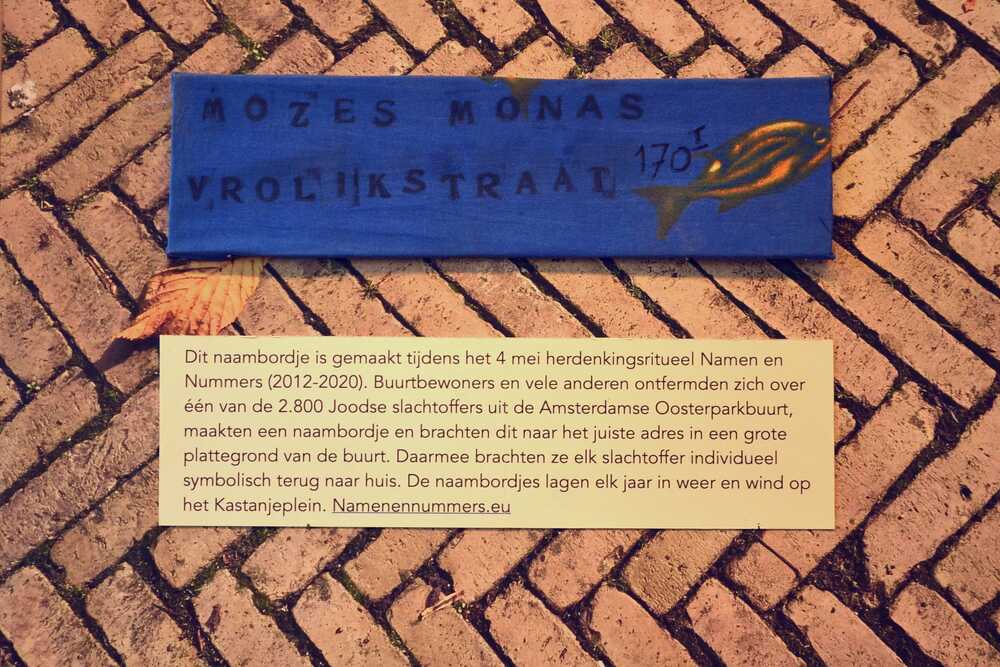 MOZES MONAS
VROLIKSTRAAT 170 I
Dit naambordje is gemaakt tijdens het 4 mei herdenkingsritueel Namen en
Nummers (2012-2020). Buurtbewoners en vele anderen ontfermden zich over
één van de 2.800 Joodse slachtoffers uit de Amsterdamse Oosterparkbuurt,
maakten een naambordje en brachten dit naar het juiste adres in een grote
plattegrond van de buurt. Daarmee brachten ze elk slachtoffer individueel
symbolisch terug naar huis. De naambordjes lagen elk jaar in weer en wind op
het Kastanjeplein. Namenennummers.eu